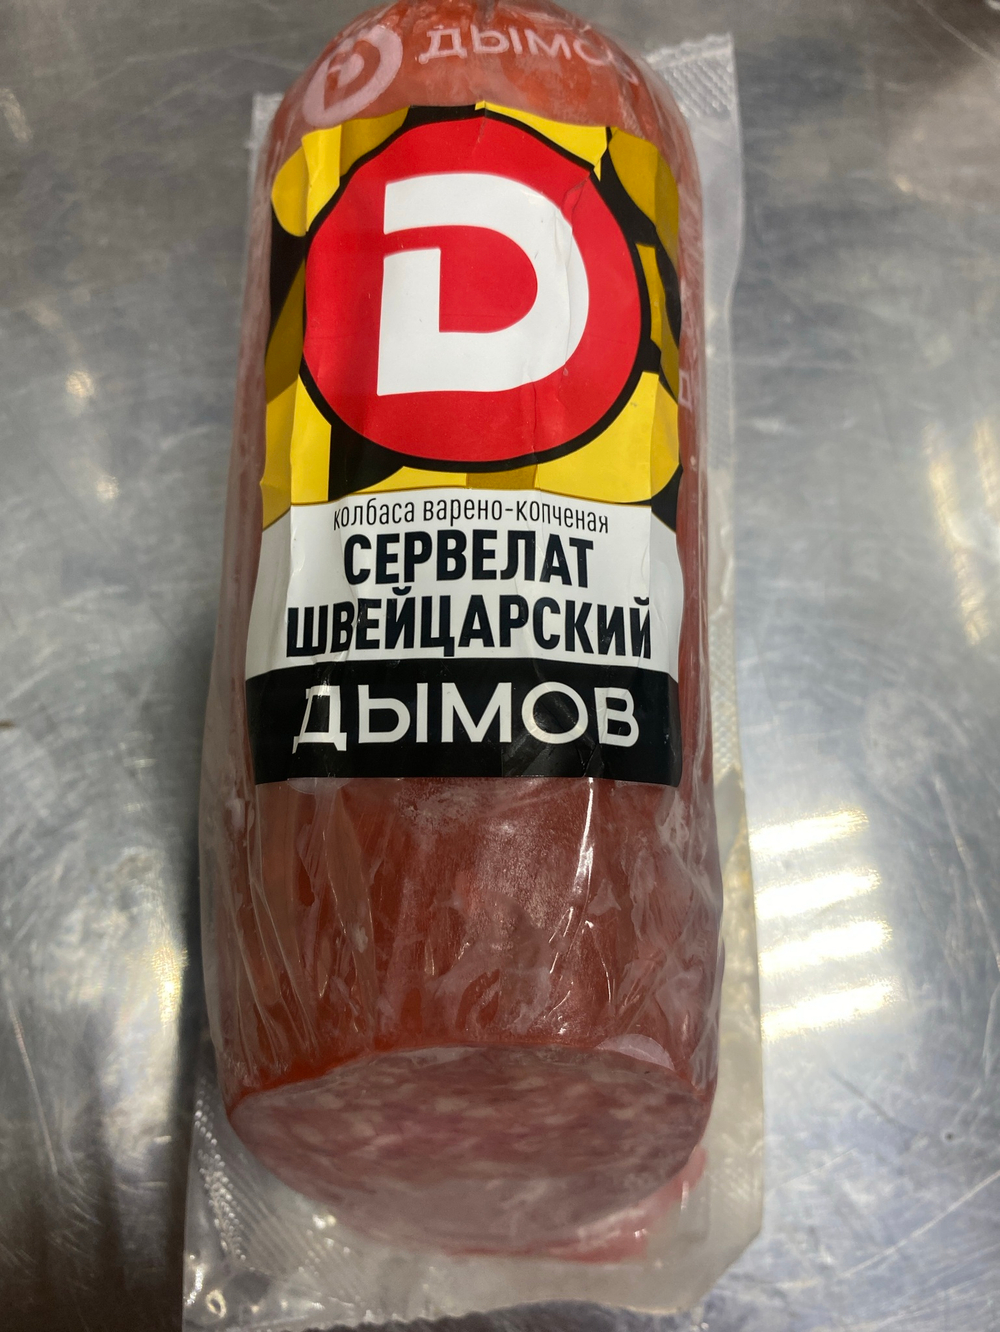 ДЫМОВ
D
колбаса варено-копченая
СЕРВЕЛАТ
ШВЕЙЦАРСКИЙ
ДЫМОВ